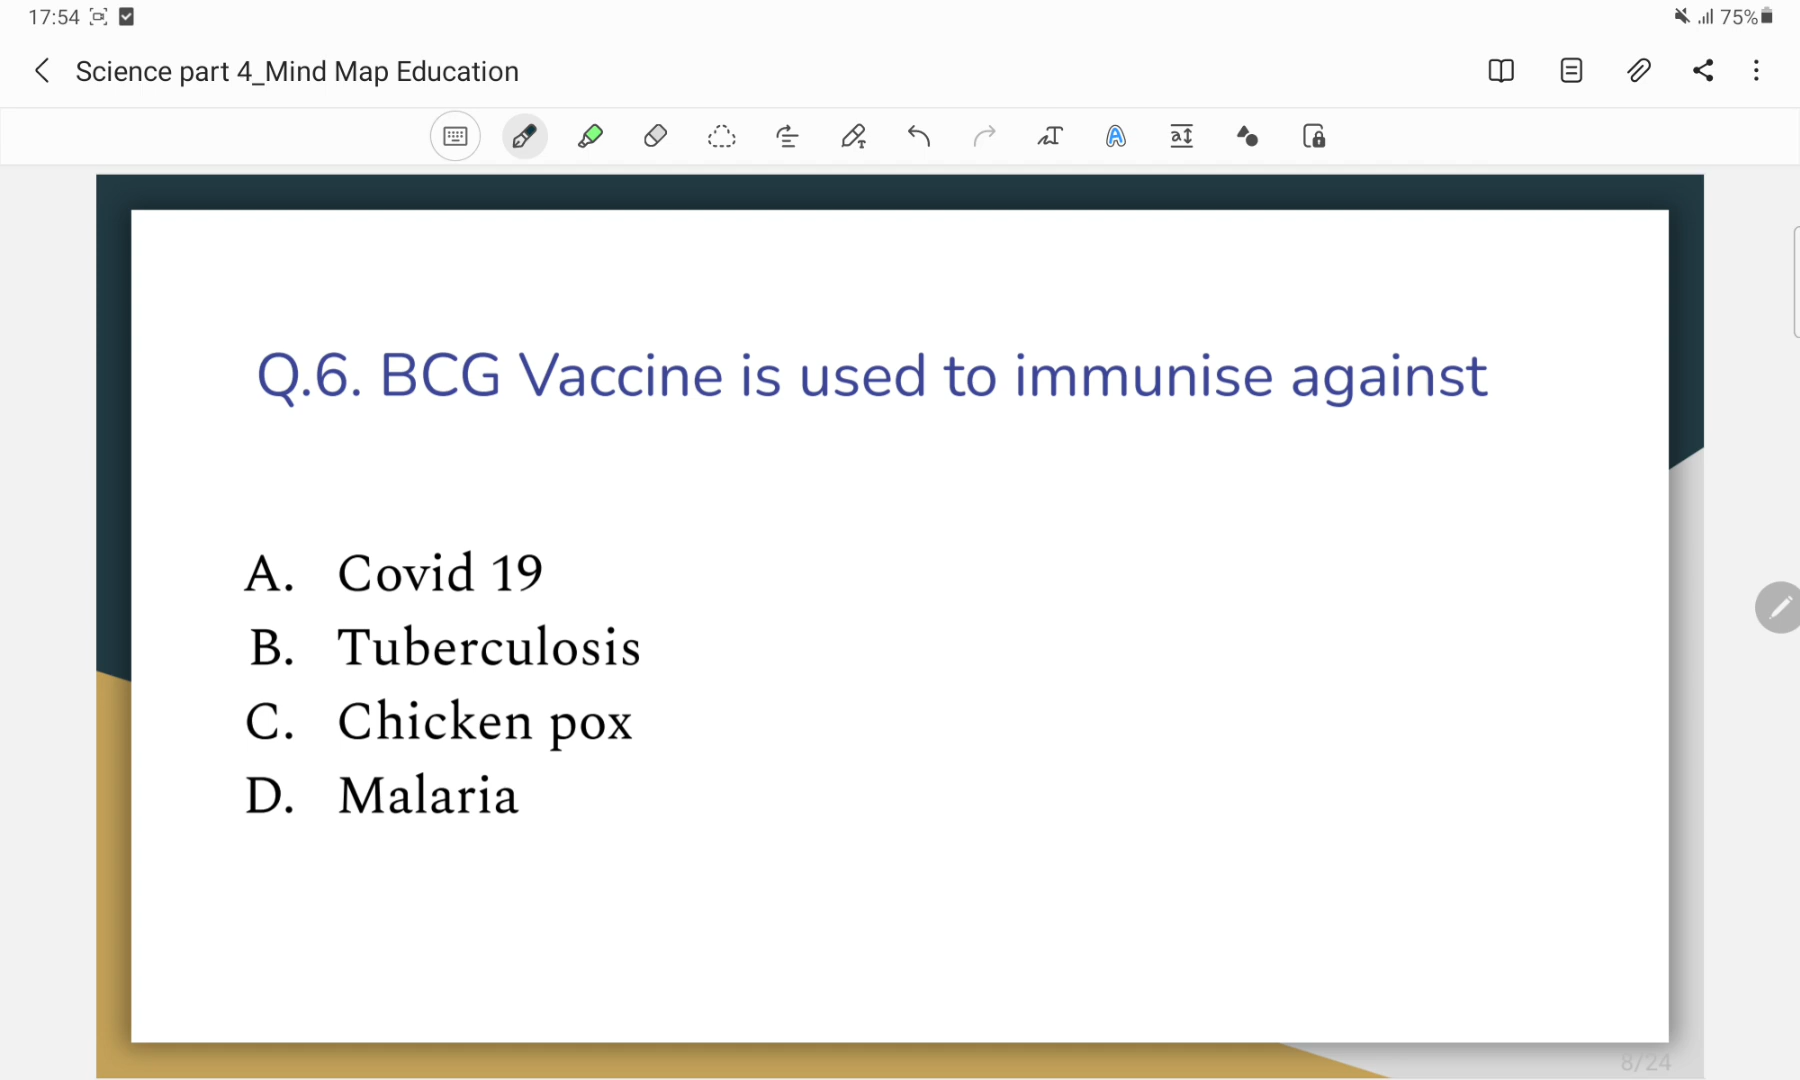 17:54
75%
Science part 4_Mind Map Education
Q.6. BCG Vaccine is used to immunise against
A. Covid 19
B. Tuberculosis
C. Chicken pox
D. Malaria
8/24